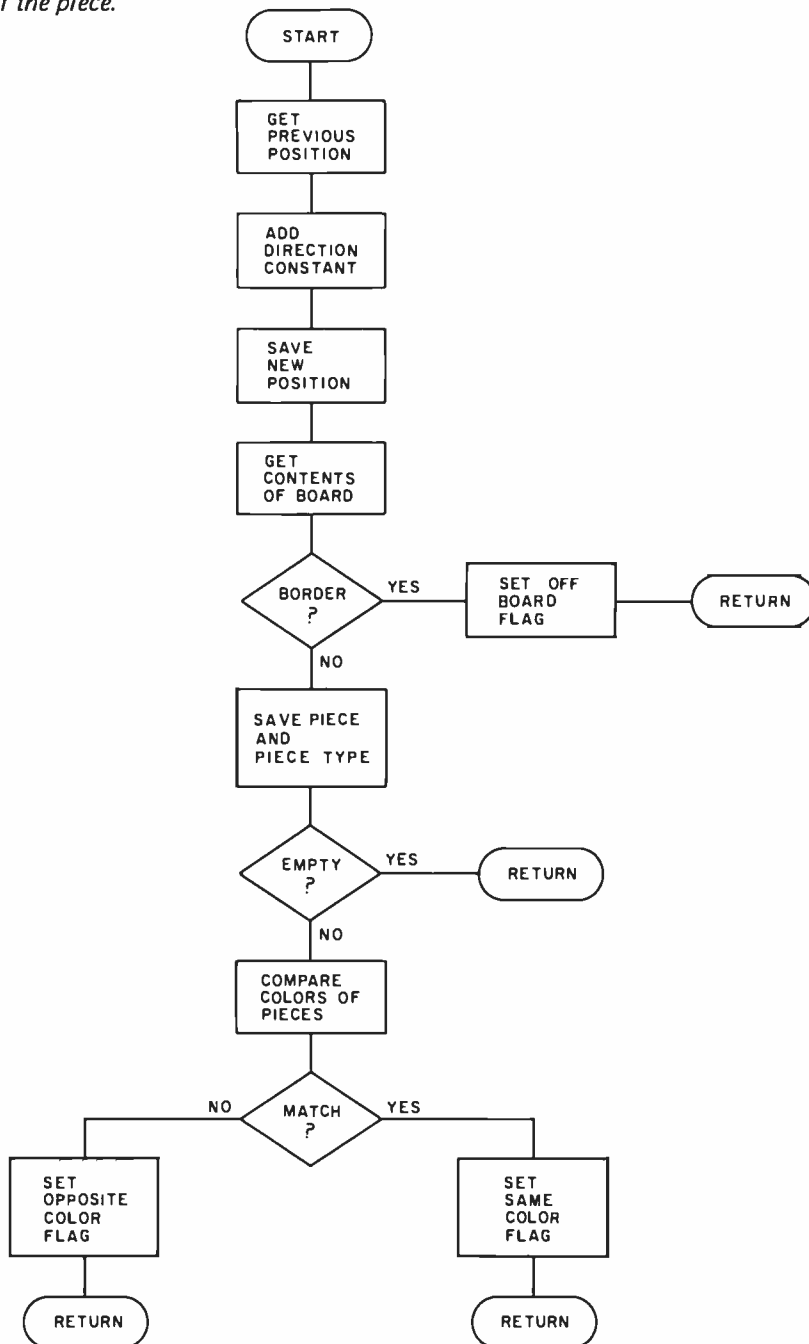 the piece.
START
GET
PREVIOUS
POSITION
ADD
DIRECTION
CONSTANT
SAVE
NEW
POSITION
GET
CONTENTS
OF BOARD
BORDER
?
YES
SET OFF
BOARD
FLAG
RETURN
NO
SAVE PIECE
AND
PIECE TYPE
EMPTY
?
YES
RETURN
NO
COMPARE
COLORS OF
PIECES
MATCH
?
NO
YES
SET
OPPOSITE
COLOR
FLAG
RETURN
SET
SAME
COLOR
FLAG
RETURN